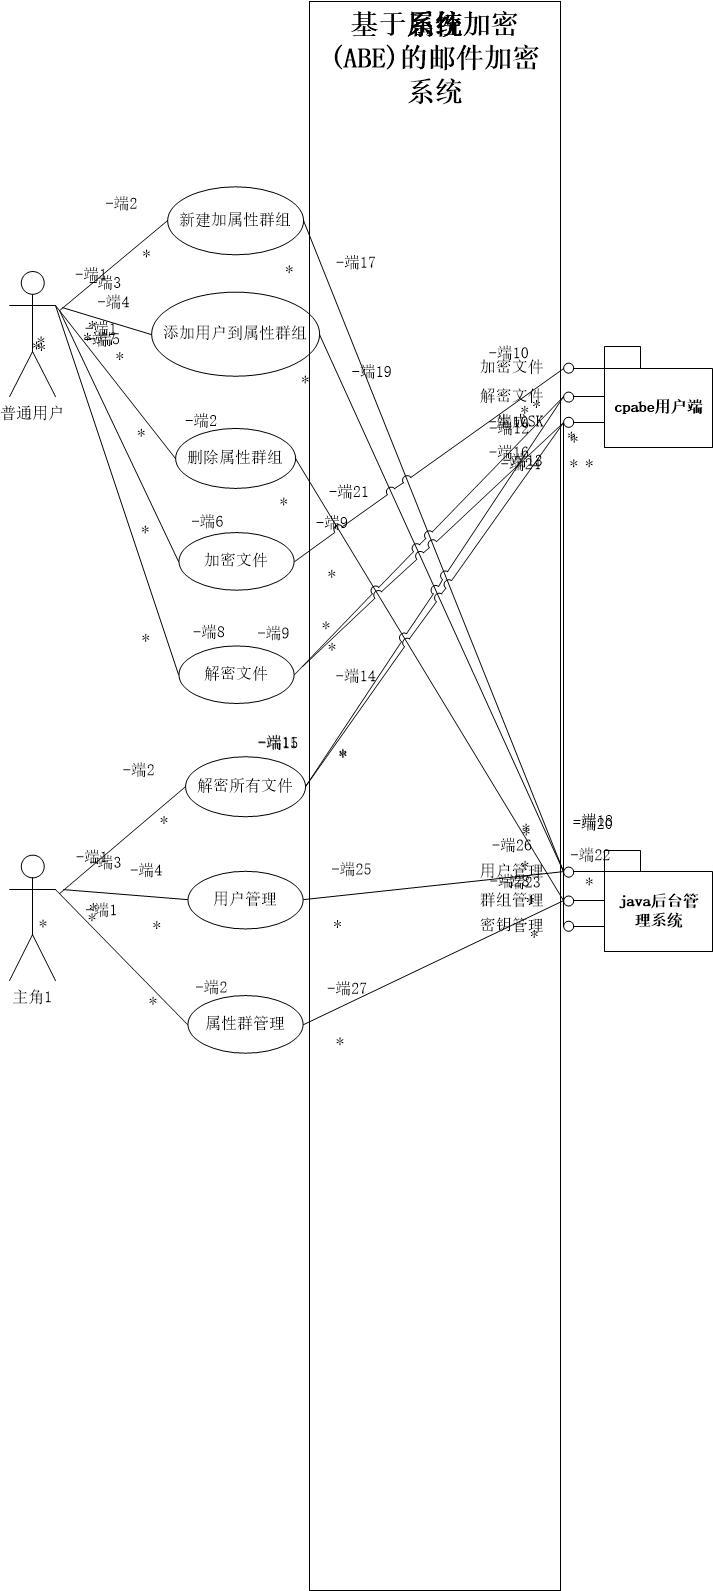 基于系统加密
(ABE)的邮件加密
系统
-端2
新建加属性群组
*
*
-端17
-端1
-端3
-端4
添加用户到属性群组
-端1
-端5
*
*
*
*
*
*
普通用户
-端19
-端10
加密文件
解密文件
cpabe用户端
-端12
-端16
*
*
*
*
*
*
-端2
删除属性群组
*
*
-端21
-端6
-端9
加密文件
*
*
-端8
-端9
解密文件
*
*
*
-端14
-端11
*
-端2
解密所有文件
*
-端18
-端20
*
-端26
-端22
-端1
-端3
-端4
-端25
用户管理
用户管理
*
-端23
群组管理
java后台管
理系统
*
-端1
*
*
*
*
*
密钥管理
*
主角1
-端2
-端27
*
属性群管理
*